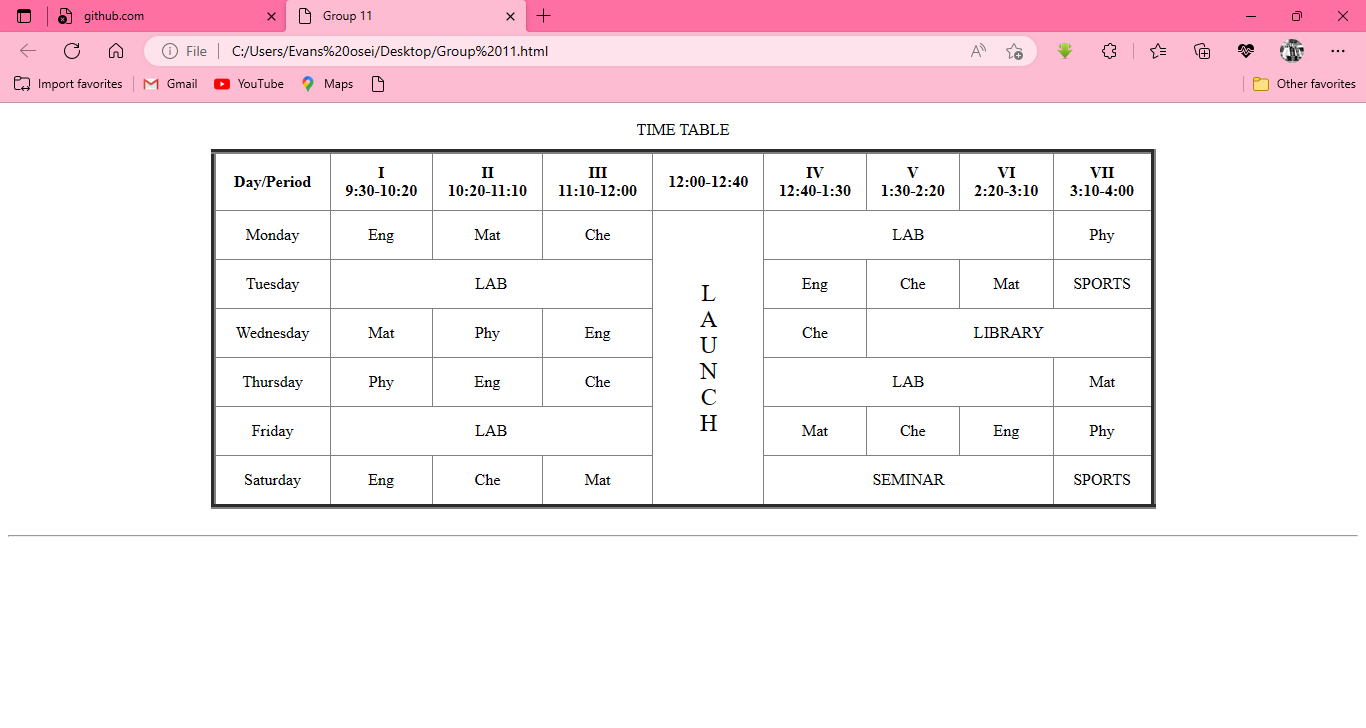 github.com
Group 11
File
C:/Users/Evans%20osei/Desktop/Group%2011.html
Import favorites
Gmail
YouTube
Maps
Other favorites
TIME TABLE
Day/Period
I
9:30-10:20
II
10:20-11:10
III
11:10-12:00
12:00-12:40
IV
12:40-1:30
V
1:30-2:20
VI
2:20-3:10
VII
3:10-4:00
Monday
Eng
Mat
Che
L
A
U
N
C
H
LAB
Phy
Tuesday
LAB
Eng
Che
Mat
SPORTS
Wednesday
Mat
Phy
Eng
Che
LIBRARY
Thursday
Phy
Eng
Che
LAB
Mat
Friday
LAB
Mat
Che
Eng
Phy
Saturday
Eng
Che
Mat
SEMINAR
SPORTS